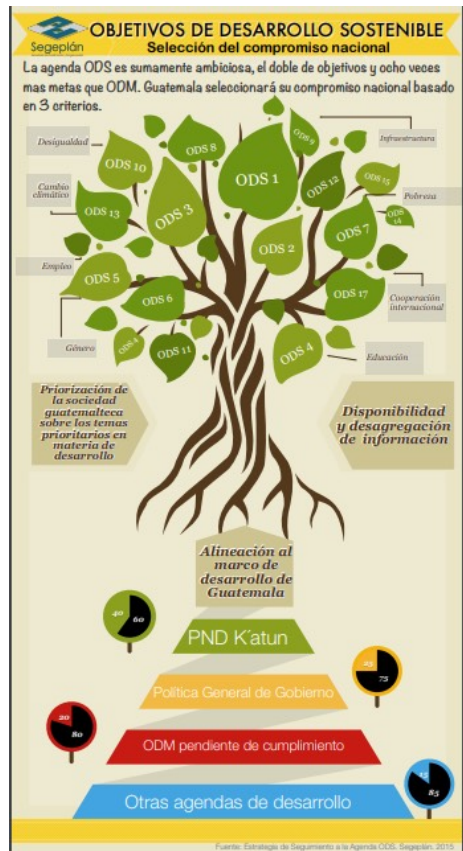 Segeplán
OBJETIVOS DE DESARROLLO SOSTENIBLE
Selección del compromiso nacional
La agenda ODS es sumamente ambiciosa, el doble de objetivos y ocho veces
mas metas que ODM. Guatemala seleccionará su compromiso nacional basado
en 3 criterios.
Desigualdad
Infraestructura
ODS 8
ODS 9
ODS 10
ODS 1
ODS 12
ODS 15
Cambio
climático
Pobresa
ODS 13
ODS 3
ODS 14
ODS 7
ODS 2
Empleo
ODS 5
ODS 6
ODS 17
Cooperación
internacional
Género
ODS 4
ODS 11
ODS 4
Educación
Priorización de
la sociedad
guatemalteca
sobre los temas
prioritarios en
materia de
desarrollo
Disponibilidad
y desagregación
de información
Alineación al
marco de
desarrollo de
Guatemala
40
60
PND K´atun
25
75
Política General de Gobierno
20
80
ODM pendiente de cumplimiento
15
85
Otras agendas de desarrollo
Fuente: Estrategia de Seguimiento a la Agenda ODS. Segeplán. 2015